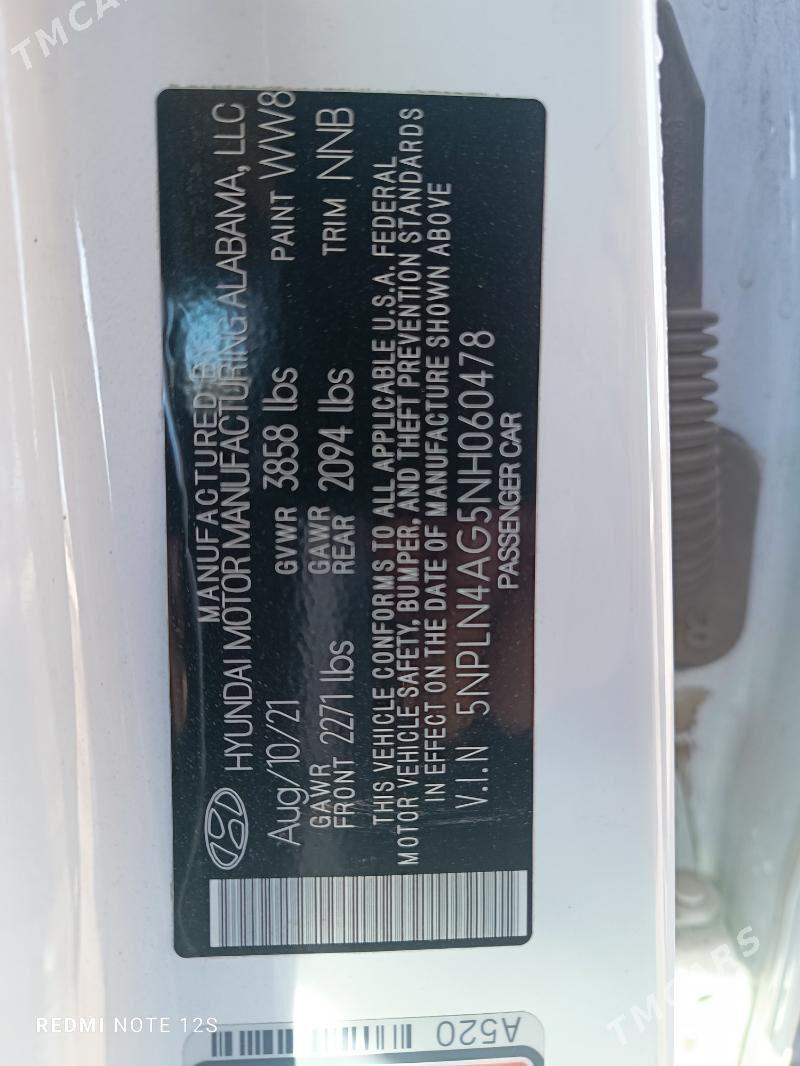 MANUFACTURED BY
HYUNDAI MOTOR MANUFACTURING ALABAMA, LLC
Aug/10/21 GVWR 3858 lbs PAINT WW8
GAWR FRONT 2271 lbs GAWR REAR 2094 lbs TRIM NNB
THIS VEHICLE CONFORMS TO ALL APPLICABLE U.S.A. FEDERAL
MOTOR VEHICLE SAFETY, BUMPER, AND THEFT PREVENTION STANDARDS
IN EFFECT ON THE DATE OF MANUFACTURE SHOWN ABOVE
V.I.N 5NPLN4AG5NH060478
PASSENGER CAR
A520
REDMI NOTE 12S
TMCARS
TMCARS